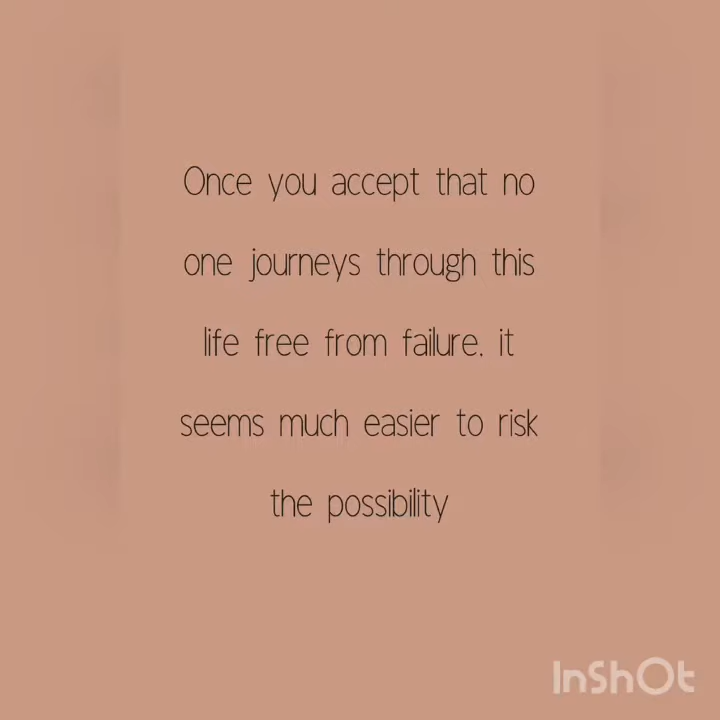 Once you accept that no
one journeys through this
life free from failure, it
seems much easier to risk
the possibility
InShOt